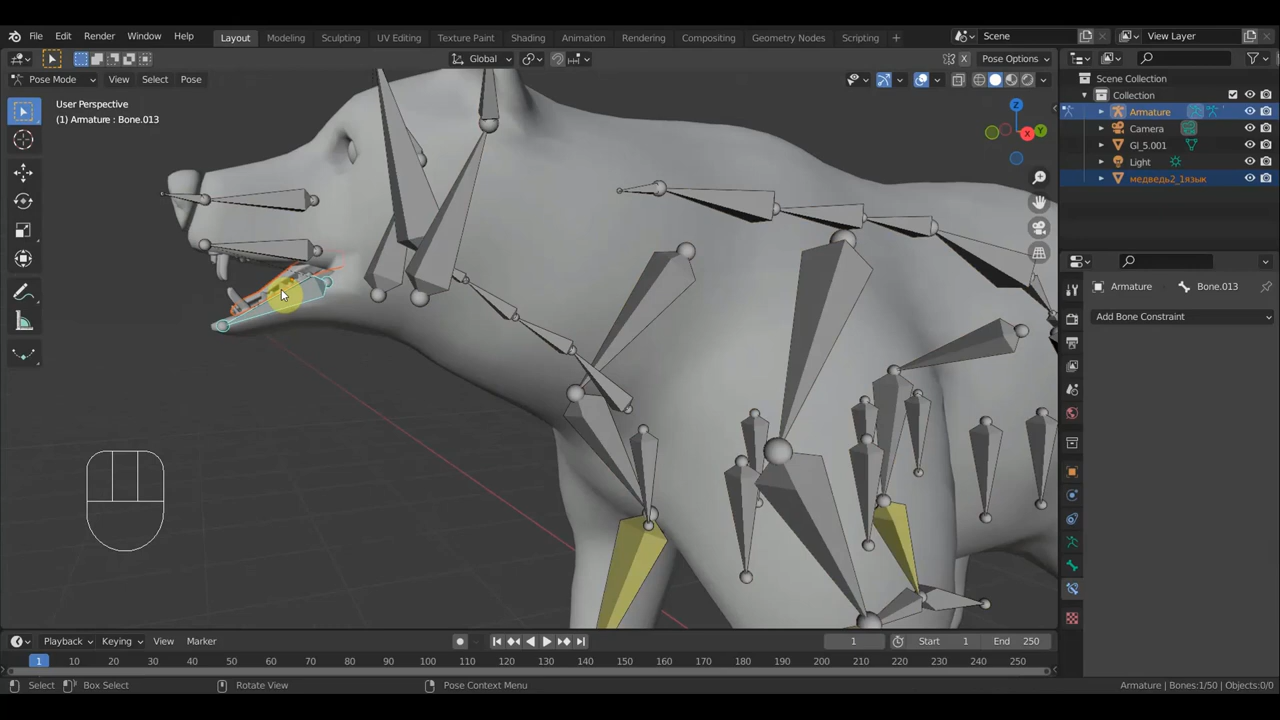 File Edit Render Window Help Layout Modeling Sculpting UV Editing Texture Paint Shading Animation Rendering Compositing Geometry Nodes Scripting + Scene View Layer
Global Pose Options
Pose Mode View Select Pose
User Perspective
(1) Armature : Bone.013
X
Y
Z
Scene Collection
Collection
Armature
Camera
Gl_5.001
Light
медведь2_1язык
Armature Bone.013
Add Bone Constraint
Playback Keying View Marker 1 Start 1 End 250
1 10 20 30 40 50 60 70 80 90 100 110 120 130 140 150 160 170 180 190 200 210 220 230 240 250
Select Box Select Rotate View Pose Context Menu Armature | Bones:1/50 | Objects:0/0